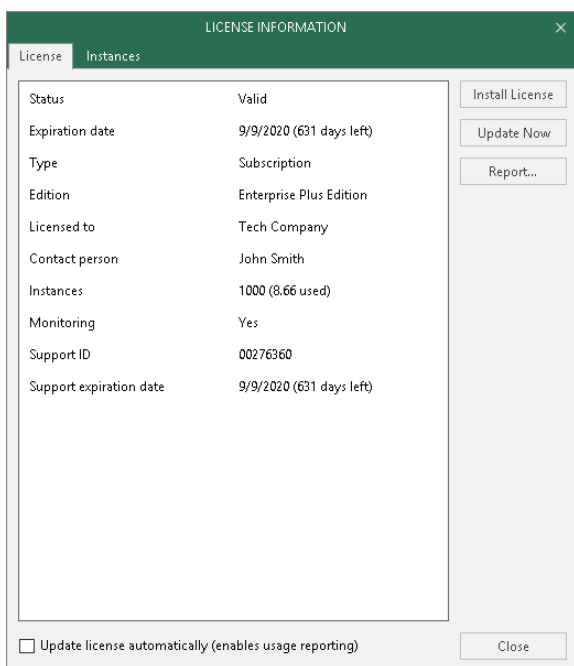 LICENSE INFORMATION
License Instances
Status Valid
Expiration date 9/9/2020 (631 days left)
Type Subscription
Edition Enterprise Plus Edition
Licensed to Tech Company
Contact person John Smith
Instances 1000 (8.66 used)
Monitoring Yes
Support ID 00276360
Support expiration date 9/9/2020 (631 days left)
Install License
Update Now
Report...
Update license automatically (enables usage reporting)
Close